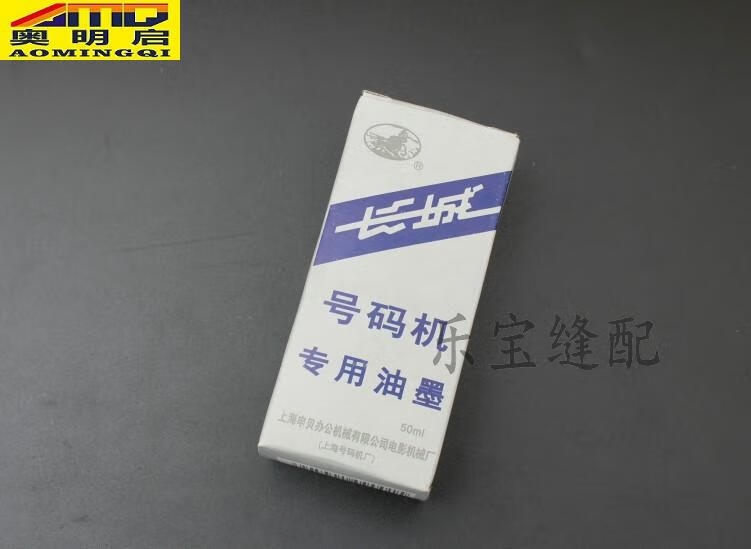 AMQ
奥明启
AOMINGQI
®
长城
号码机
专用油墨
50ml
上海申贝办公机械有限公司电影机械厂
(上海号码机厂)
乐宝缝配